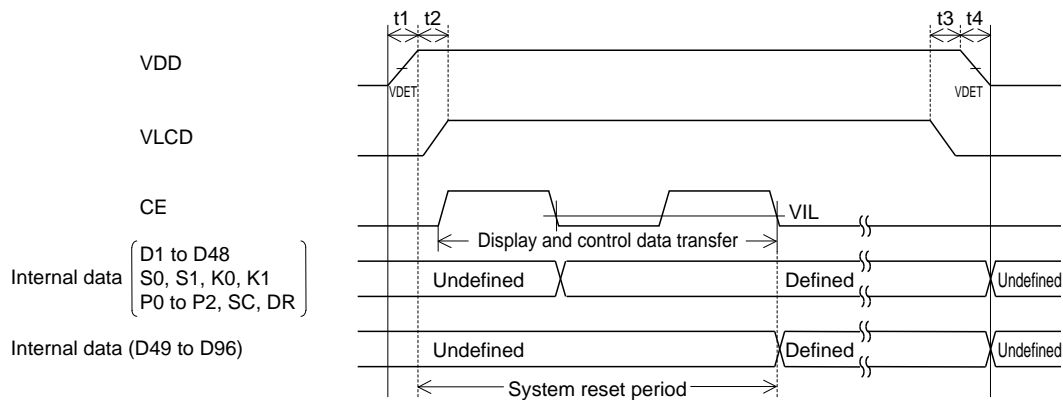 t1 t2 t3 t4
VDD
VDET VDET
VLCD
CE
VIL
Display and control data transfer
D1 to D48
Internal data S0, S1, K0, K1 Undefined Defined Undefined
P0 to P2, SC, DR
Internal data (D49 to D96) Undefined Defined Undefined
System reset period